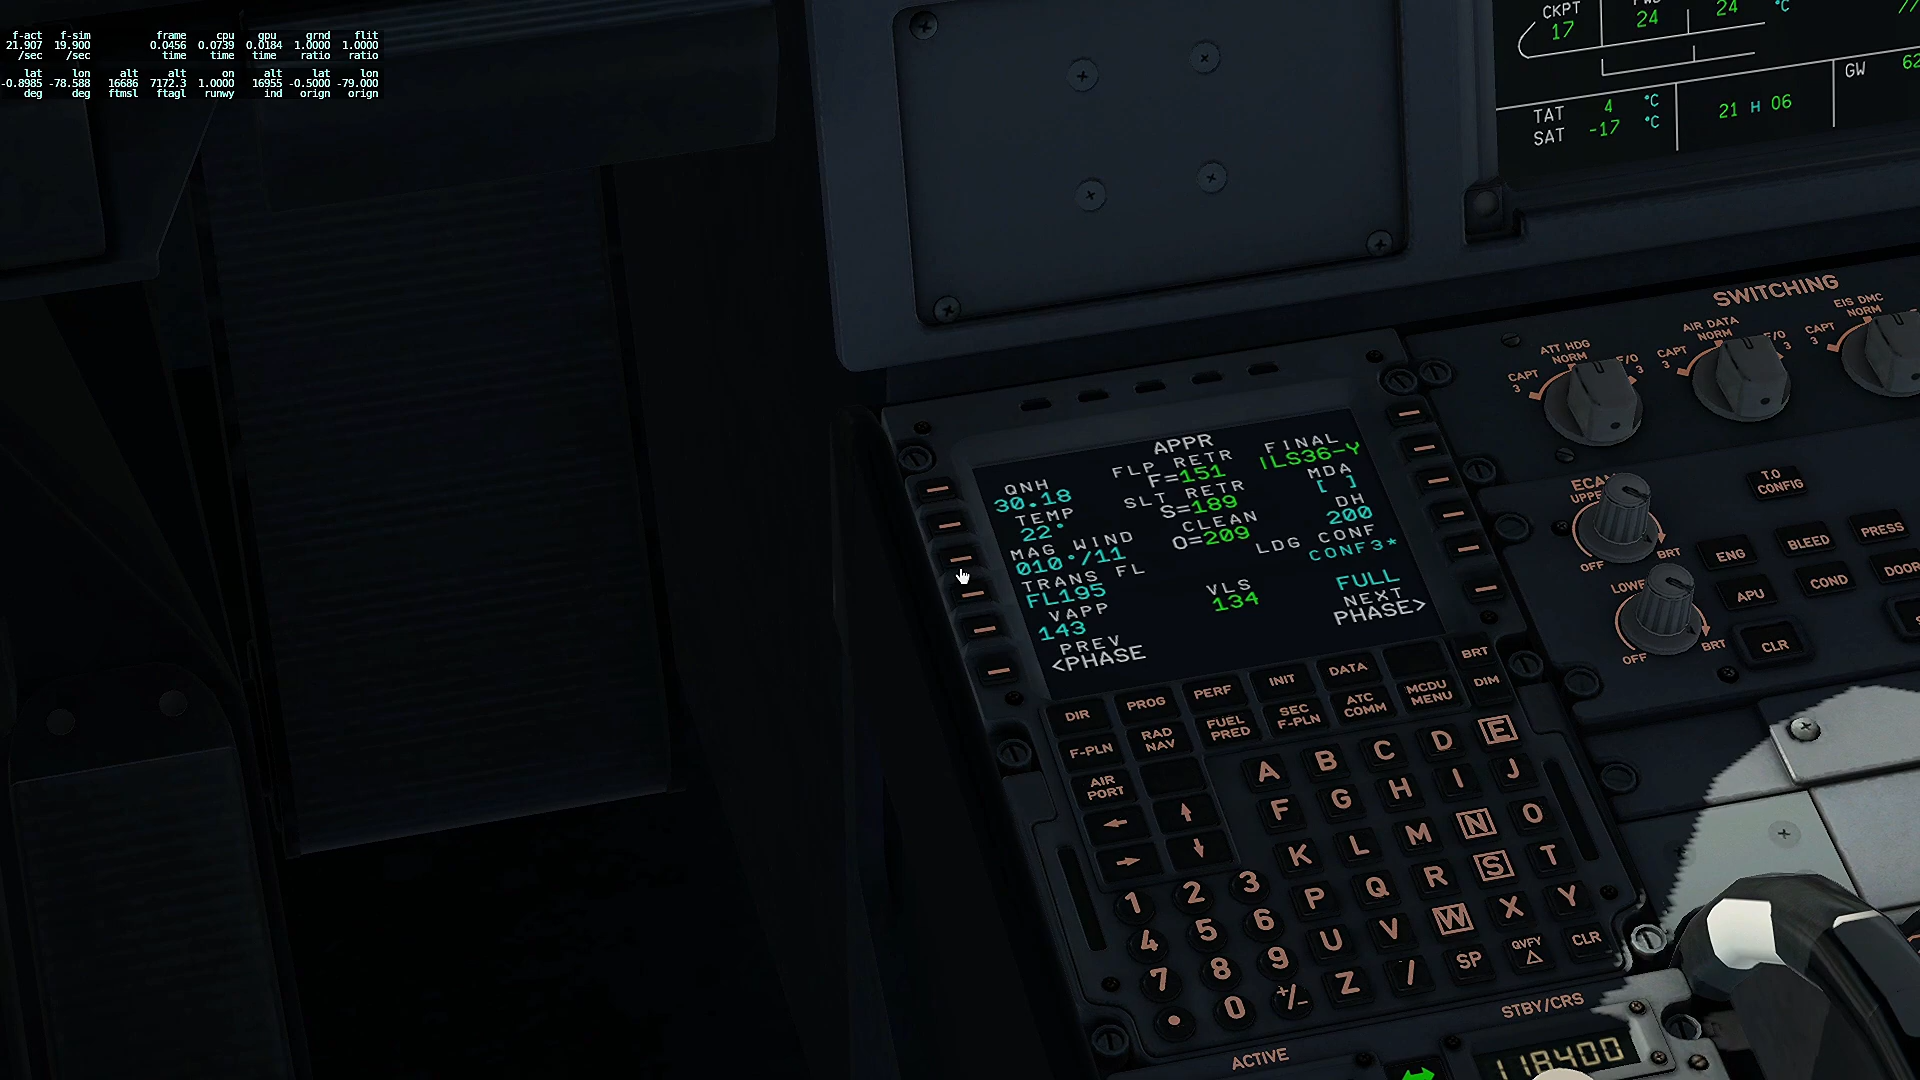 f-act f-sim frame cpu gpu grnd flit
21.907 19.900 0.0456 0.0739 0.0184 1.0000 1.0000
/sec /sec time time time ratio ratio
lat lon alt alt on alt lat lon
-0.8985 -78.588 16686 7172.3 1.0000 16955 -0.5000 -79.000
deg deg ftmsl ftagl runwy ind orign orign
CKPT
17 24 24 °C
TAT 4 °C
SAT -17 °C
21 H 06
GW 62
SWITCHING
ATT HDG
NORM
CAPT
3
F/O
3
AIR DATA
NORM
CAPT
3
F/O
3
EIS DMC
NORM
CAPT
3
APPR
FLP RETR FINAL
F=151 ILS36-Y
QNH MDA
30.18 SLT RETR [ ]
TEMP S=189 DH
22° CLEAN 200
MAG WIND O=209 LDG CONF
010°/11 CONF3*
TRANS FL
FL195 VLS FULL
VAPP 134 NEXT
143 PHASE>
PREV
<PHASE
UPPE
OFF
BRT
T.O
CONFIG
ENG BLEED PRESS
APU COND DOOR
LOWE
OFF
BRT
CLR
DIR PROG PERF INIT DATA BRT
F-PLN RAD NAV FUEL PRED SEC F-PLN ATC COMM MCDU MENU DIM
AIR PORT
← ↑
→ ↓
A B C D E
F G H I J
K L M N O
P Q R S T
U V W X Y
Z / SP OVFY △ CLR
1 2 3
4 5 6
7 8 9
. 0 +/-
ACTIVE
STBY/CRS
118400